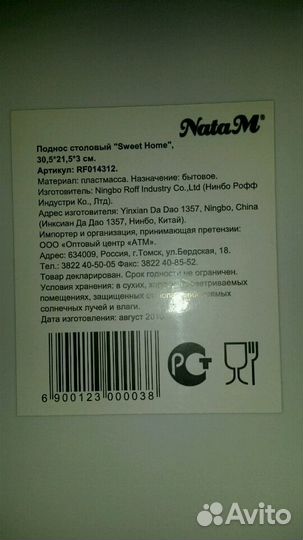 NataM®
Поднос столовый "Sweet Home",
30,5*21,5*3 см.
Артикул: RF014312.
Материал: пластмасса. Назначение: бытовое.
Изготовитель: Ningbo Roff Industry Co.,Ltd (Нинбо Рофф
Индустри Ко., Лтд).
Адрес изготовителя: Yinxian Da Dao 1357, Ningbo, China
(Инксиан Да Дао 1357, Нинбо, Китай).
Импортер и организация, принимающая претензии:
ООО «Оптовый центр «АТМ».
Адрес: 634009, Россия, г.Томск, ул.Бердская, 18.
Тел.: 3822 40-50-05 Факс: 3822 40-85-52.
Товар декларирован. Срок годности не ограничен.
Условия хранения: в сухих,
помещениях, защищенных от прямых
солнечных лучей и влаги.
Дата изготовления: август
6 900123 000038
РСТ
Avito